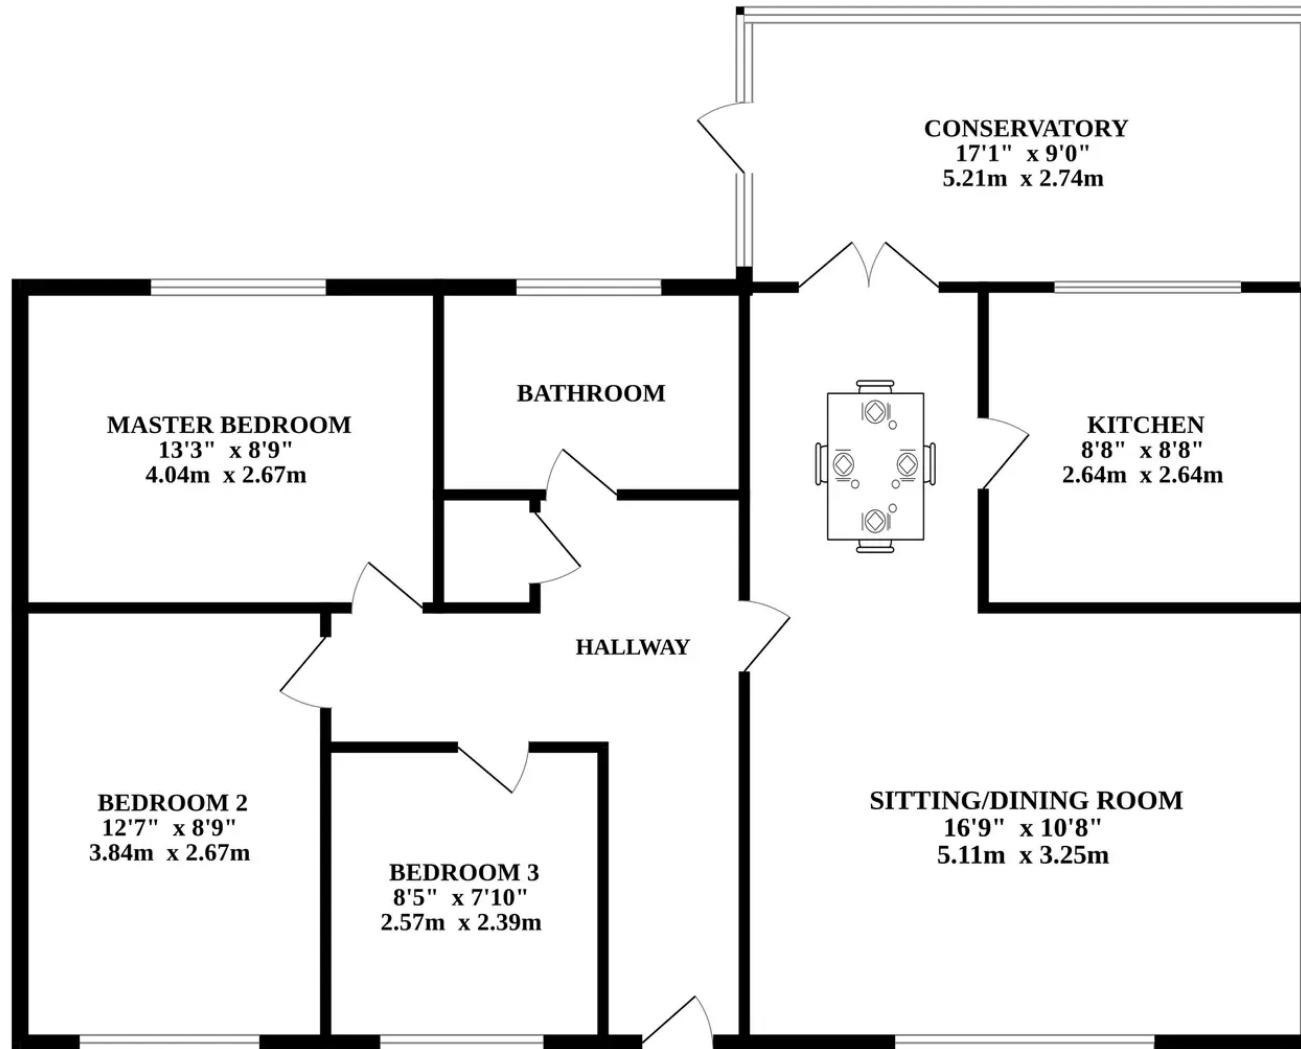 CONSERVATORY
17'1" x 9'0"
5.21m x 2.74m
MASTER BEDROOM
13'3" x 8'9"
4.04m x 2.67m
BATHROOM
KITCHEN
8'8" x 8'8"
2.64m x 2.64m
HALLWAY
BEDROOM 2
12'7" x 8'9"
3.84m x 2.67m
BEDROOM 3
8'5" x 7'10"
2.57m x 2.39m
SITTING/DINING ROOM
16'9" x 10'8"
5.11m x 3.25m